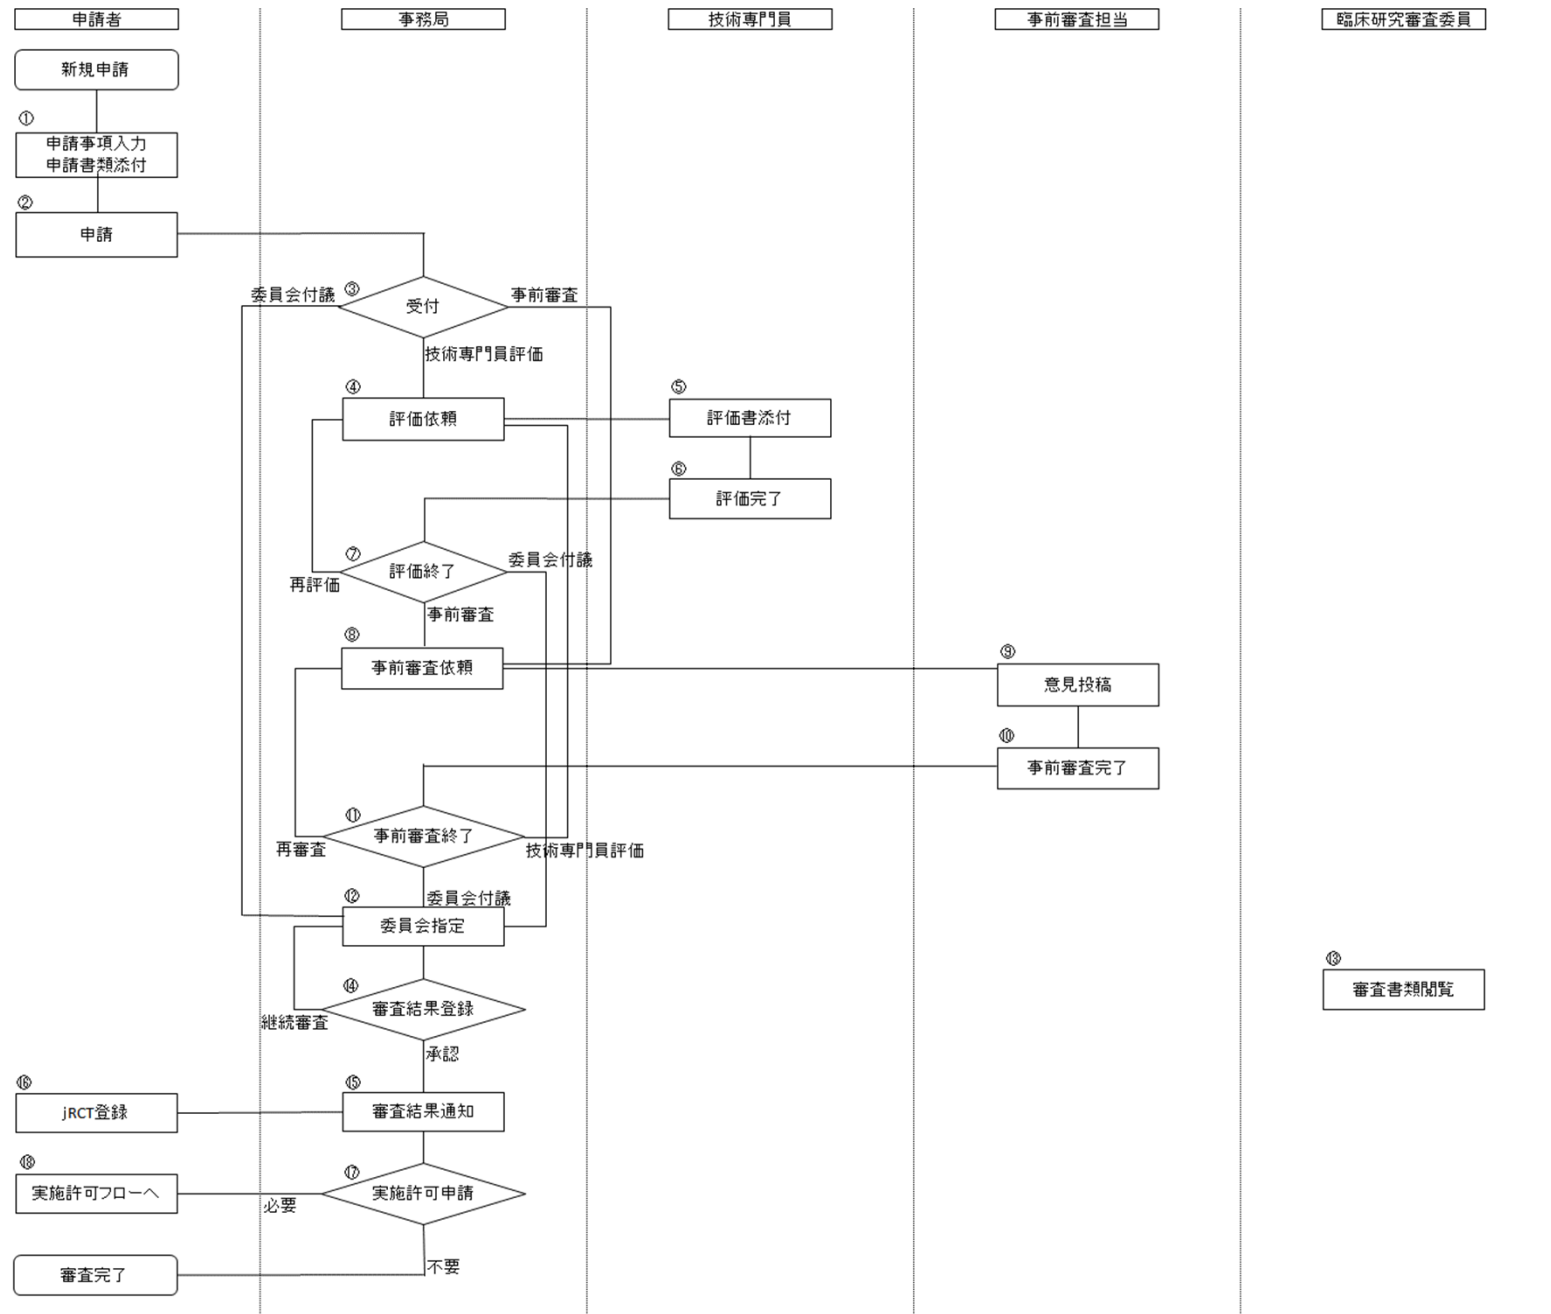 申請者
事務局
技術専門員
事前審査担当
臨床研究審査委員
新規申請
①
申請事項入力
申請書類添付
②
申請
委員会付議
③
受付
事前審査
技術専門員評価
④
評価依頼
⑤
評価書添付
⑥
評価完了
⑦
評価終了
委員会付議
再評価
事前審査
⑧
事前審査依頼
⑨
意見投稿
⑩
事前審査完了
⑪
事前審査終了
再審査
技術専門員評価
委員会付議
⑫
委員会指定
⑬
審査書類閲覧
⑭
審査結果登録
継続審査
承認
⑮
審査結果通知
⑯
jRCT登録
⑰
実施許可申請
⑱
実施許可フローへ
必要
不要
審査完了